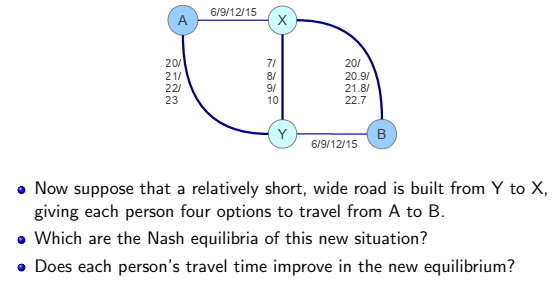 A
6/9/12/15
X
20/
21/
22/
23
7/
8/
9/
10
20/
20.9/
21.8/
22.7
Y
6/9/12/15
B
Now suppose that a relatively short, wide road is built from Y to X,
giving each person four options to travel from A to B.
Which are the Nash equilibria of this new situation?
Does each person's travel time improve in the new equilibrium?